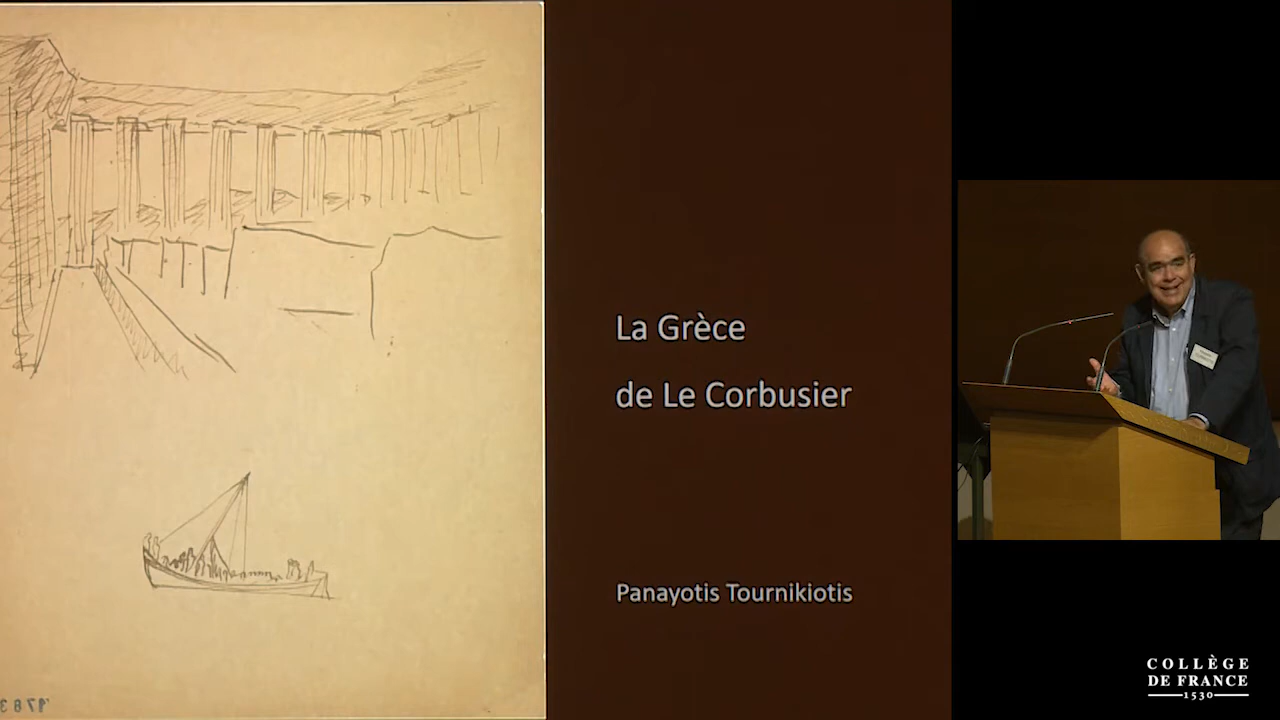 La Grèce
de Le Corbusier
Panayotis Tournikiotis
COLLÈGE
DE FRANCE
1530